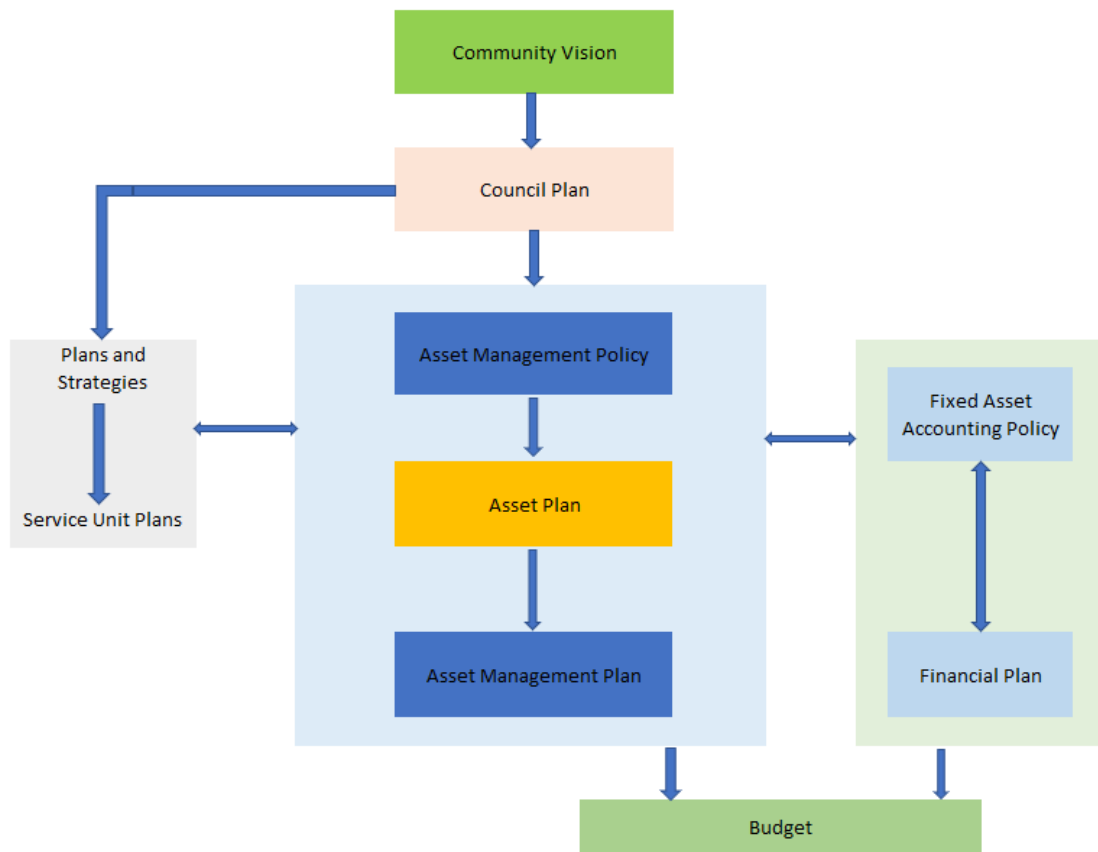 Community Vision
Council Plan
Plans and
Strategies
Service Unit Plans
Asset Management Policy
Asset Plan
Asset Management Plan
Fixed Asset
Accounting Policy
Financial Plan
Budget